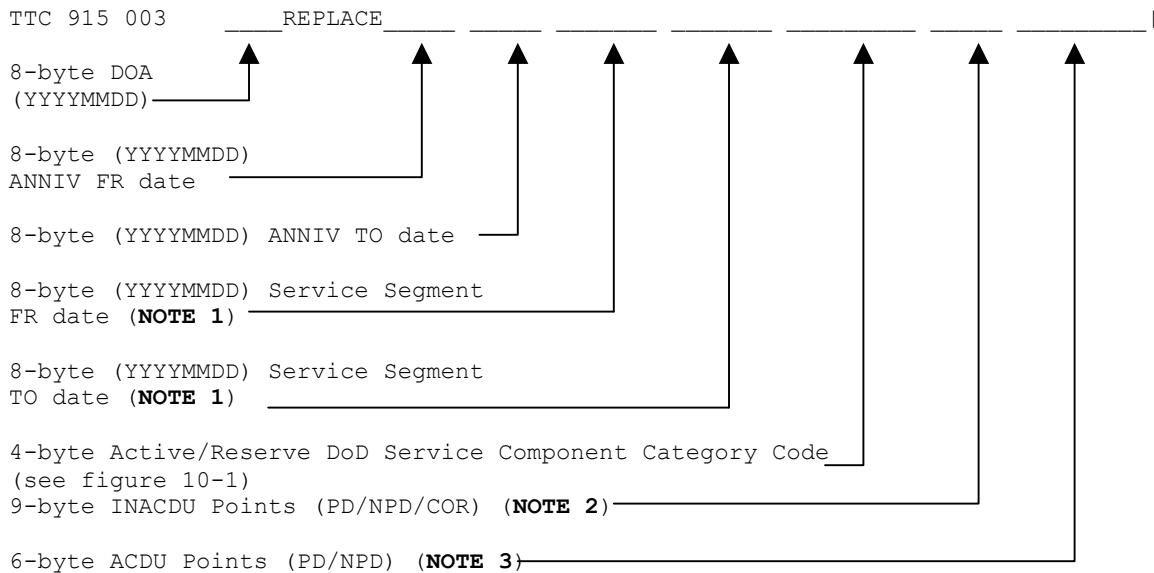 TTC 915 003 ____REPLACE_____ _____ _______ _______ _________ _____ _________|
8-byte DOA
(YYYYMMDD)
8-byte (YYYYMMDD)
ANNIV FR date
8-byte (YYYYMMDD) ANNIV TO date
8-byte (YYYYMMDD) Service Segment
FR date (NOTE 1)
8-byte (YYYYMMDD) Service Segment
TO date (NOTE 1)
4-byte Active/Reserve DoD Service Component Category Code
(see figure 10-1)
9-byte INACDU Points (PD/NPD/COR) (NOTE 2)
6-byte ACDU Points (PD/NPD) (NOTE 3)